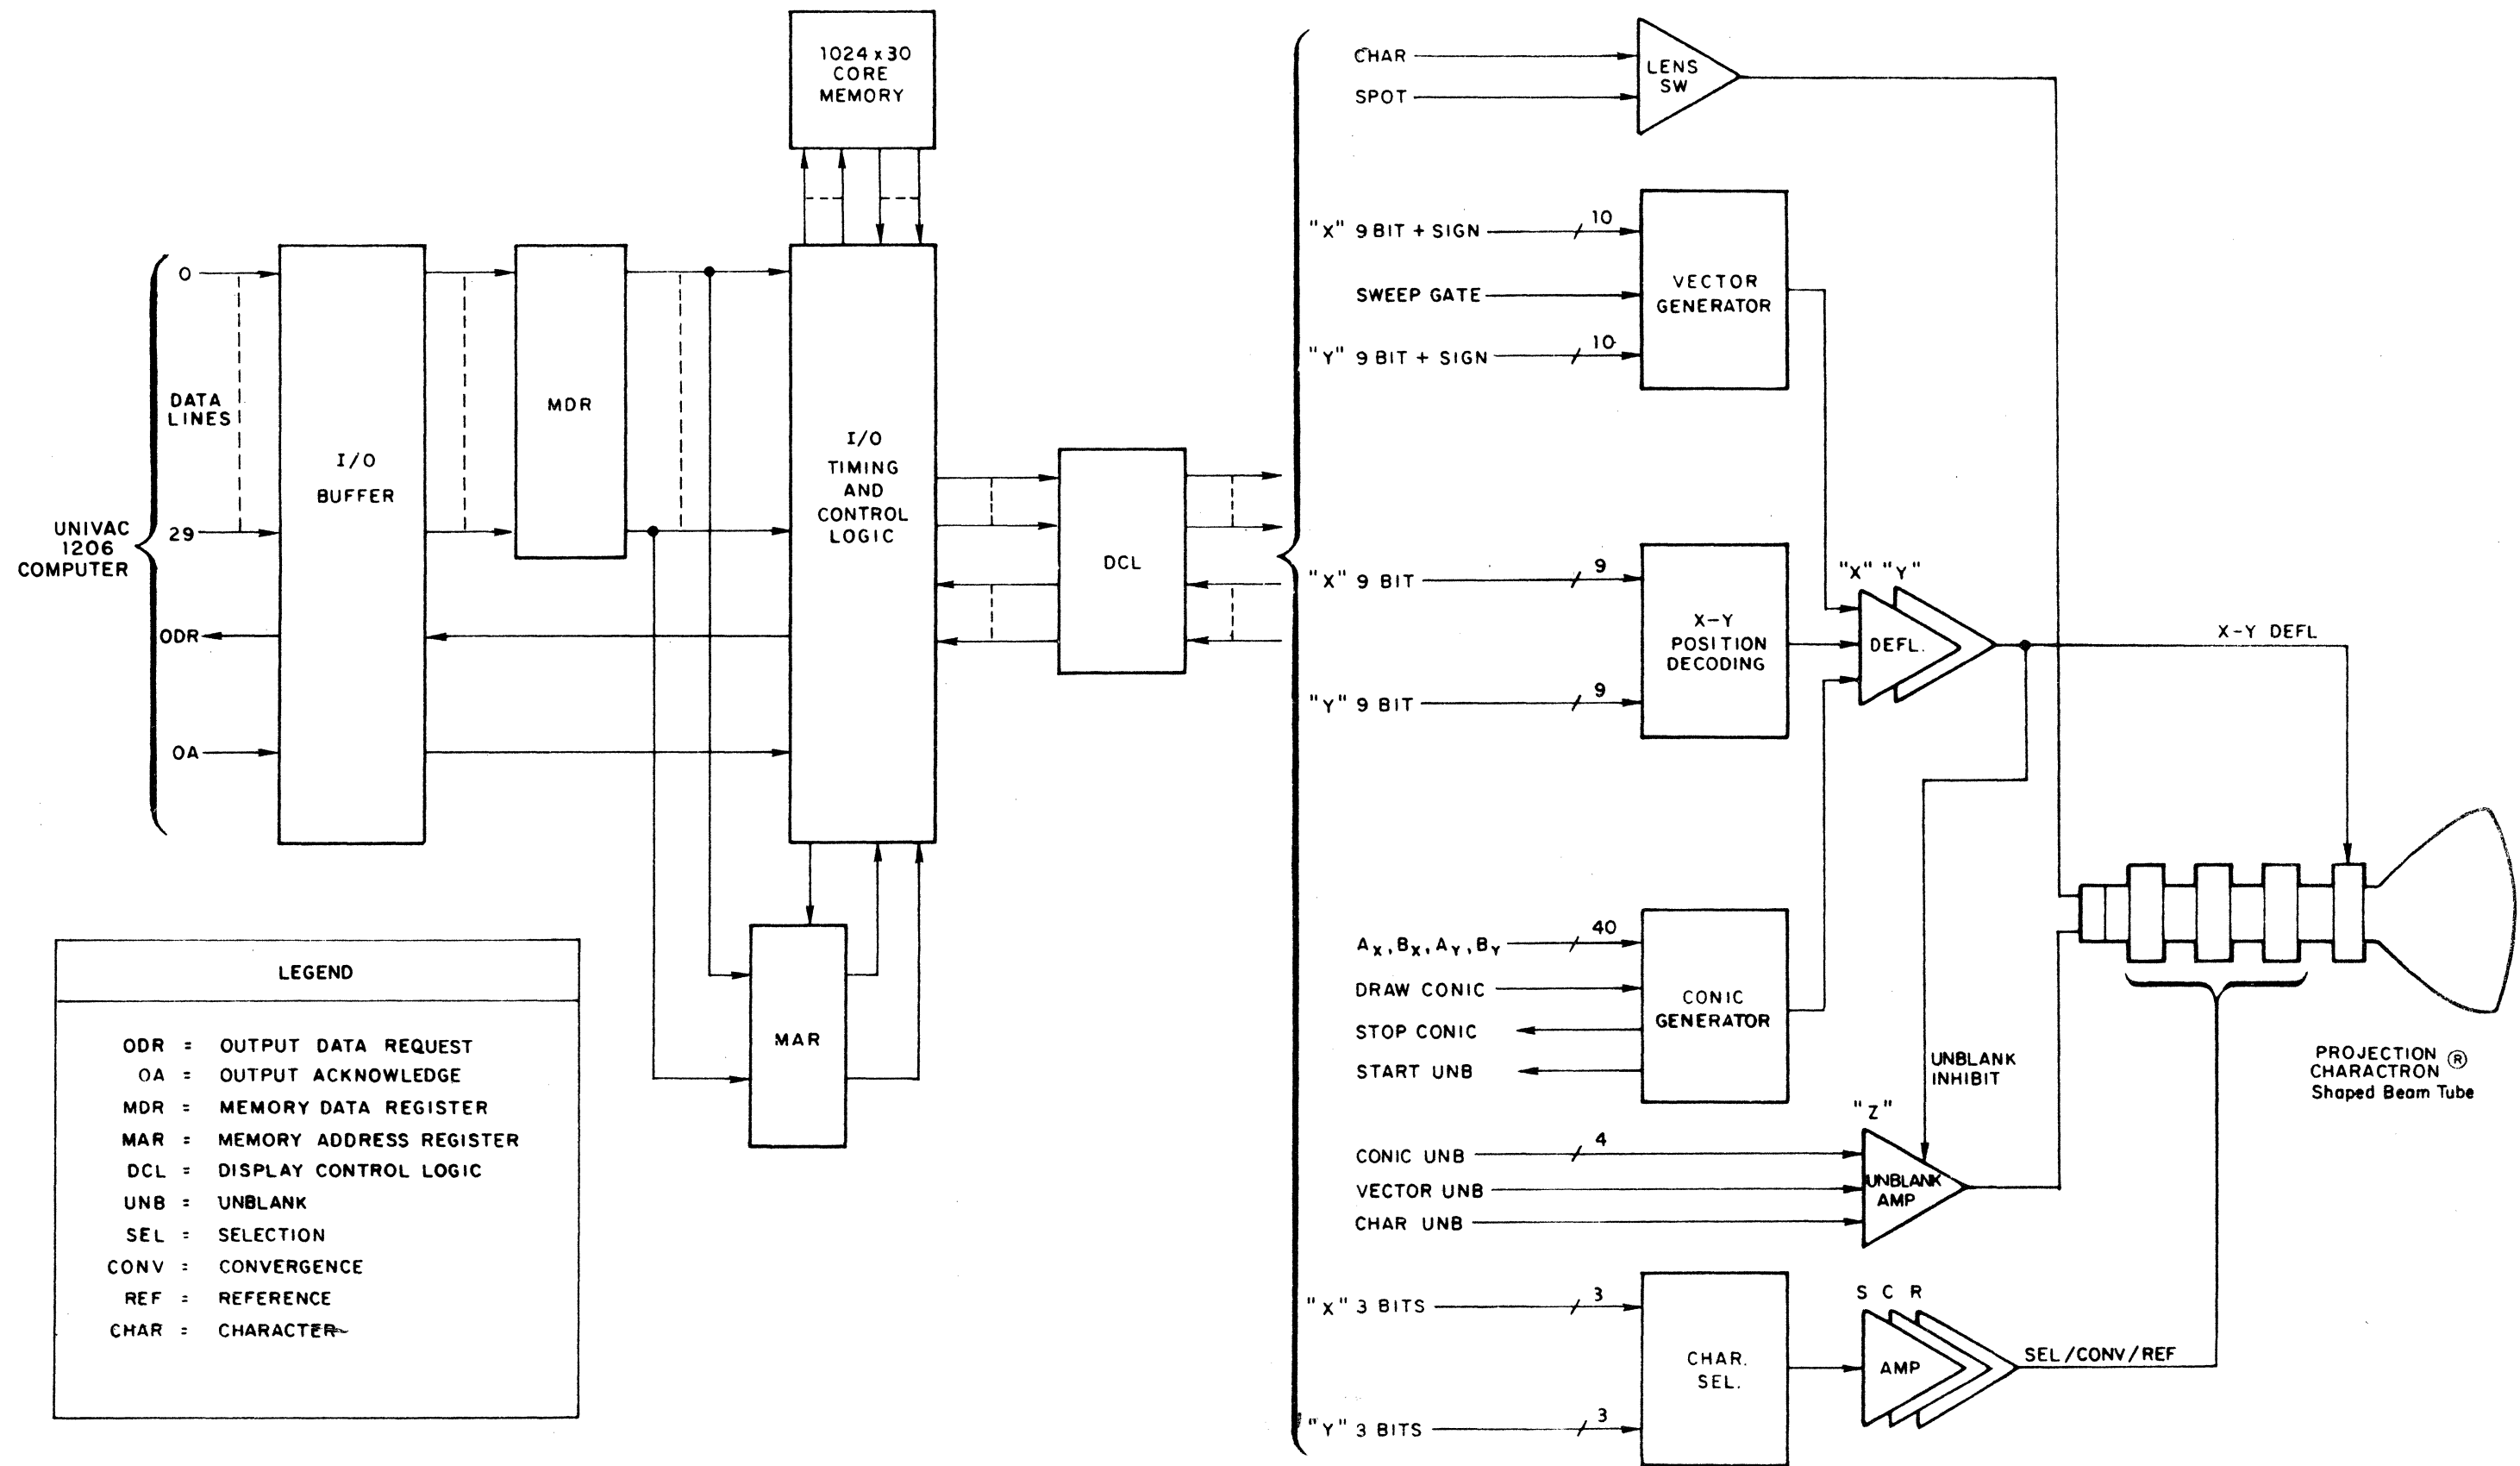 1024 x 30
CORE
MEMORY
UNIVAC
1206
COMPUTER
0
DATA
LINES
29
ODR
OA
I/O
BUFFER
MDR
I/O
TIMING
AND
CONTROL
LOGIC
MAR
DCL
CHAR
SPOT
LENS
SW
"X" 9 BIT + SIGN
10
SWEEP GATE
"Y" 9 BIT + SIGN
10
VECTOR
GENERATOR
"X" 9 BIT
9
"Y" 9 BIT
9
X-Y
POSITION
DECODING
"X" "Y"
DEFL.
X-Y DEFL
AX, BX, AY, BY
40
DRAW CONIC
STOP CONIC
START UNB
CONIC
GENERATOR
UNBLANK
INHIBIT
"Z"
CONIC UNB
4
VECTOR UNB
CHAR UNB
UNBLANK
AMP
"X" 3 BITS
3
"Y" 3 BITS
3
CHAR.
SEL.
S C R
AMP
SEL/CONV/REF
PROJECTION ®
CHARACTRON
Shaped Beam Tube
LEGEND
ODR = OUTPUT DATA REQUEST
OA = OUTPUT ACKNOWLEDGE
MDR = MEMORY DATA REGISTER
MAR = MEMORY ADDRESS REGISTER
DCL = DISPLAY CONTROL LOGIC
UNB = UNBLANK
SEL = SELECTION
CONV = CONVERGENCE
REF = REFERENCE
CHAR = CHARACTER